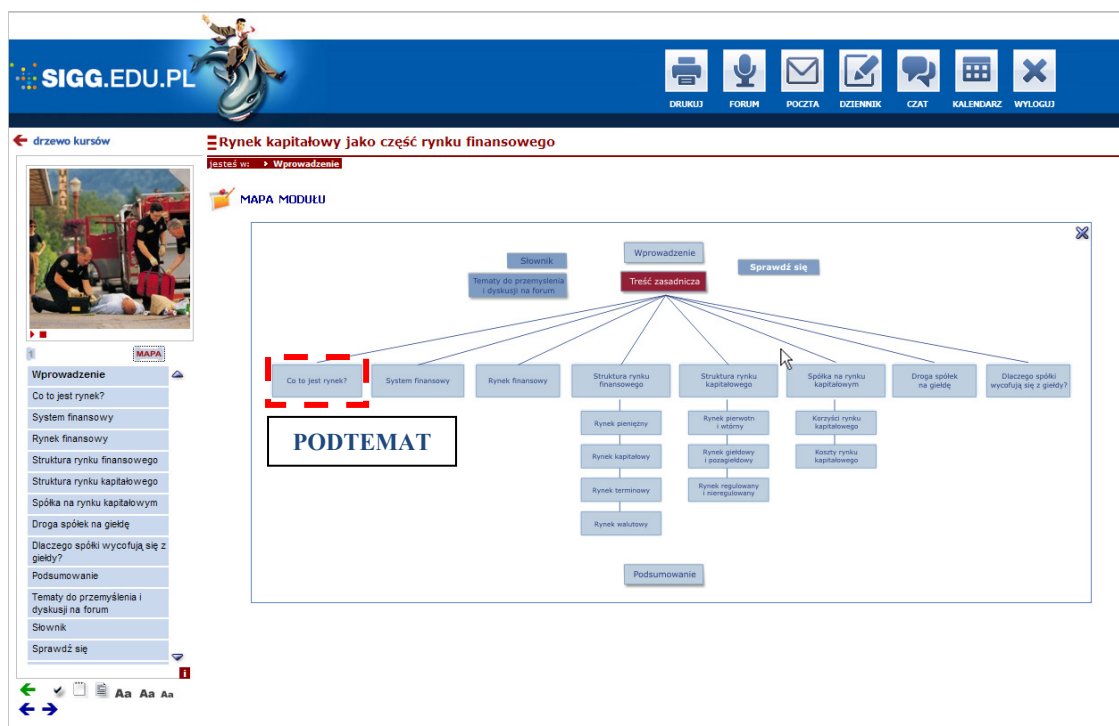 SIGG.EDU.PL
DRUKUJ FORUM POCZTA DZIENNIK CZAT KALENDARZ WYLOGUJ
drzewo kursów
Rynek kapitałowy jako część rynku finansowego
jesteś w: Wprowadzenie
MAPA MODUŁU
Słownik
Wprowadzenie
Sprawdź się
Tematy do przemyslenia
i dyskusji na forum
Treść zasadnicza
Co to jest rynek?
System finansowy
Rynek finansowy
Struktura rynku
finansowego
Struktura rynku
kapitałowego
Spółka na rynku
kapitałowym
Droga spółek
na giełdę
Dlaczego spółki
wycofują się z giełdy?
PODTEMAT
Rynek pieniężny
Rynek kapitałowy
Rynek terminowy
Rynek walutowy
Rynek pierwotn
i wtórny
Rynek giełdowy
i pozagiełdowy
Rynek regulowany
i nieregulowany
Korzyści rynku
kapitałowego
Koszty rynku
kapitałowego
Podsumowanie
1 MAPA
Wprowadzenie
Co to jest rynek?
System finansowy
Rynek finansowy
Struktura rynku finansowego
Struktura rynku kapitałowego
Spółka na rynku kapitałowym
Droga spółek na giełdę
Dlaczego spółki wycofują się z
giełdy?
Podsumowanie
Tematy do przemyślenia i
dyskusji na forum
Słownik
Sprawdź się
i
Aa Aa Aa